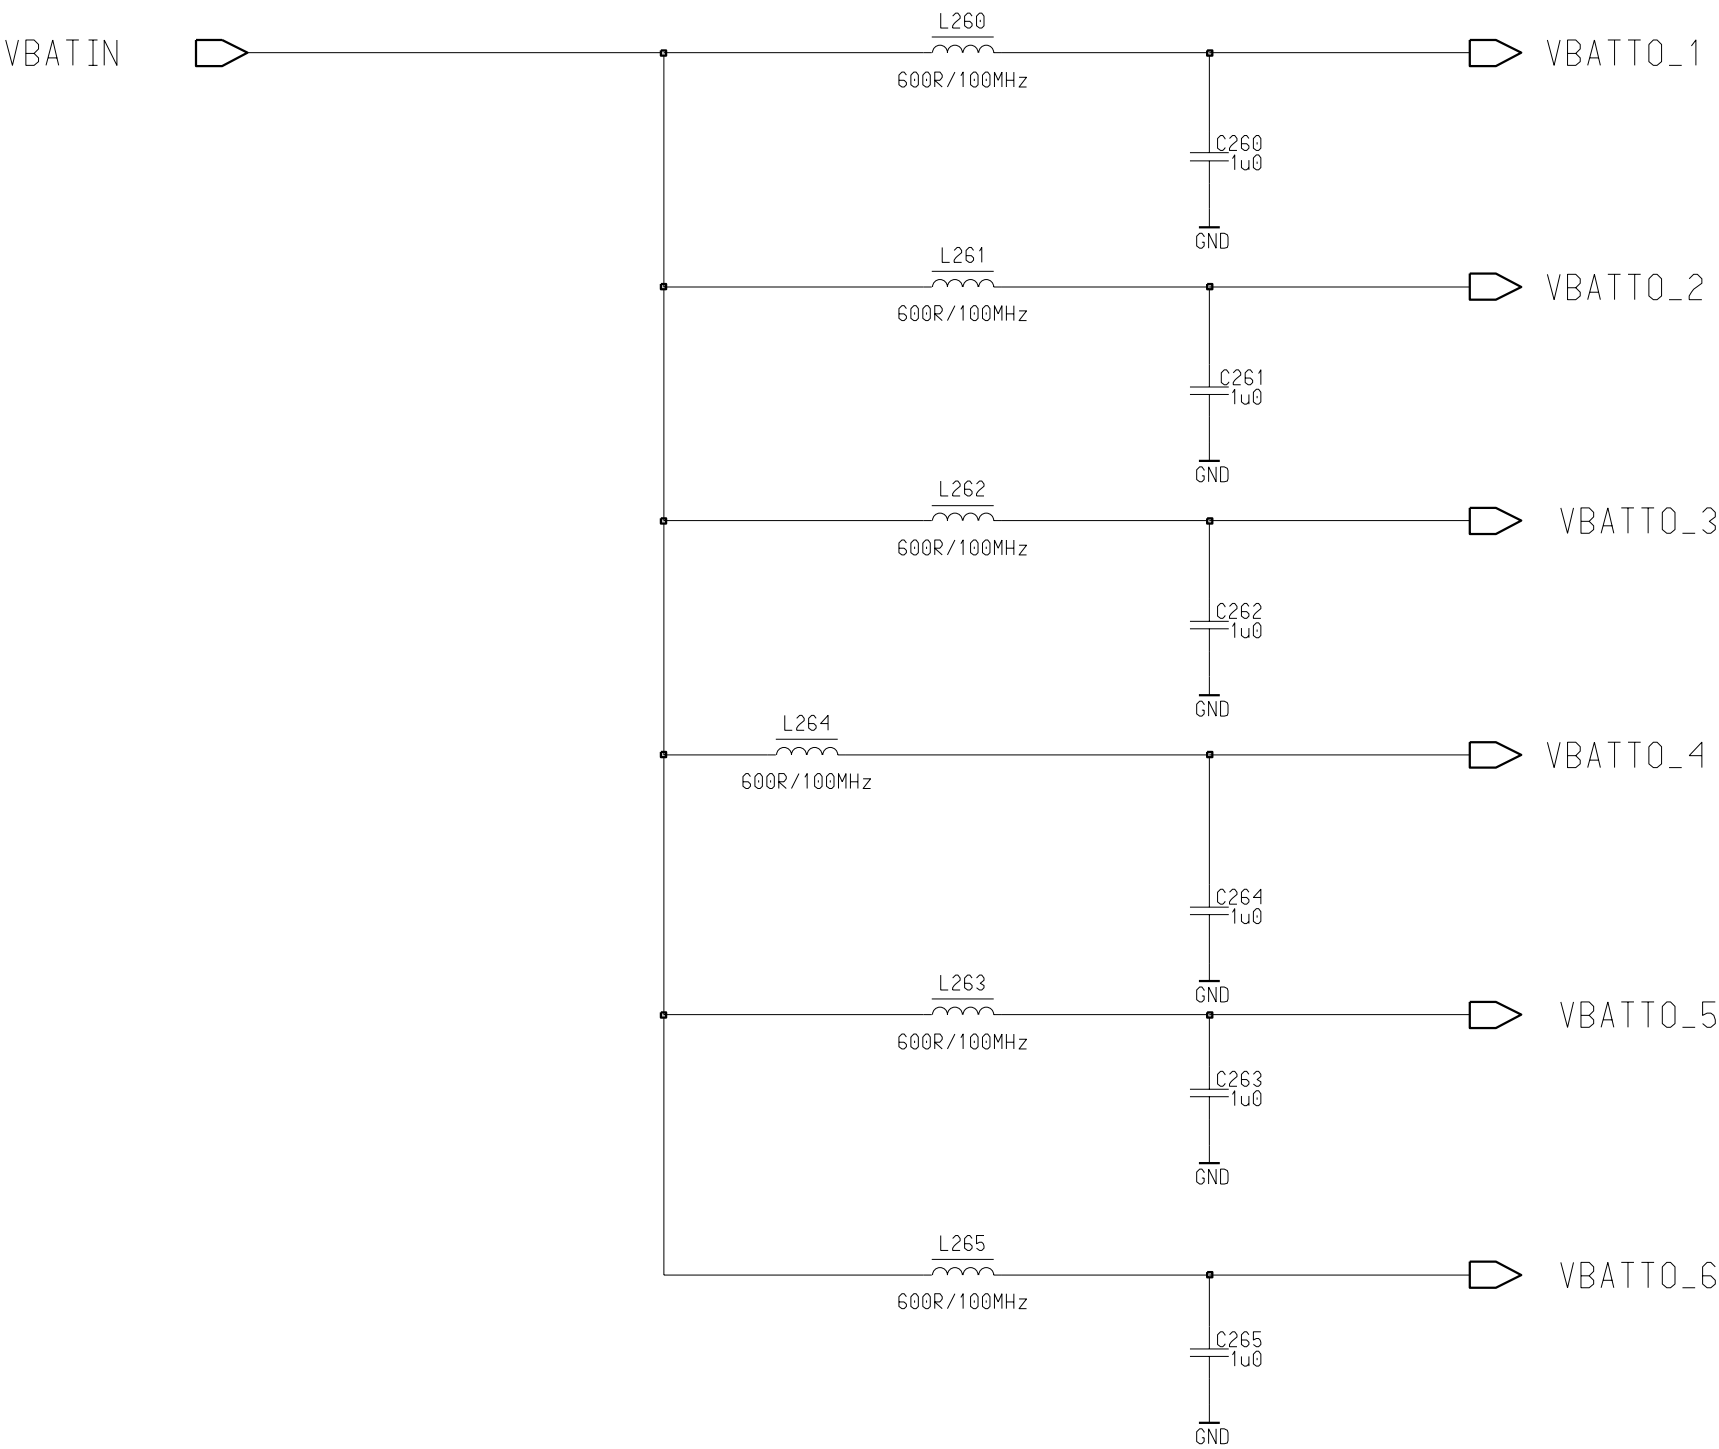 L260
VBATIN
VBATTO_1
600R/100MHz
C260
1u0
GND
L261
VBATTO_2
600R/100MHz
C261
1u0
GND
L262
VBATTO_3
600R/100MHz
C262
1u0
GND
L264
VBATTO_4
600R/100MHz
C264
1u0
GND
L263
VBATTO_5
600R/100MHz
C263
1u0
GND
L265
VBATTO_6
600R/100MHz
C265
1u0
GND